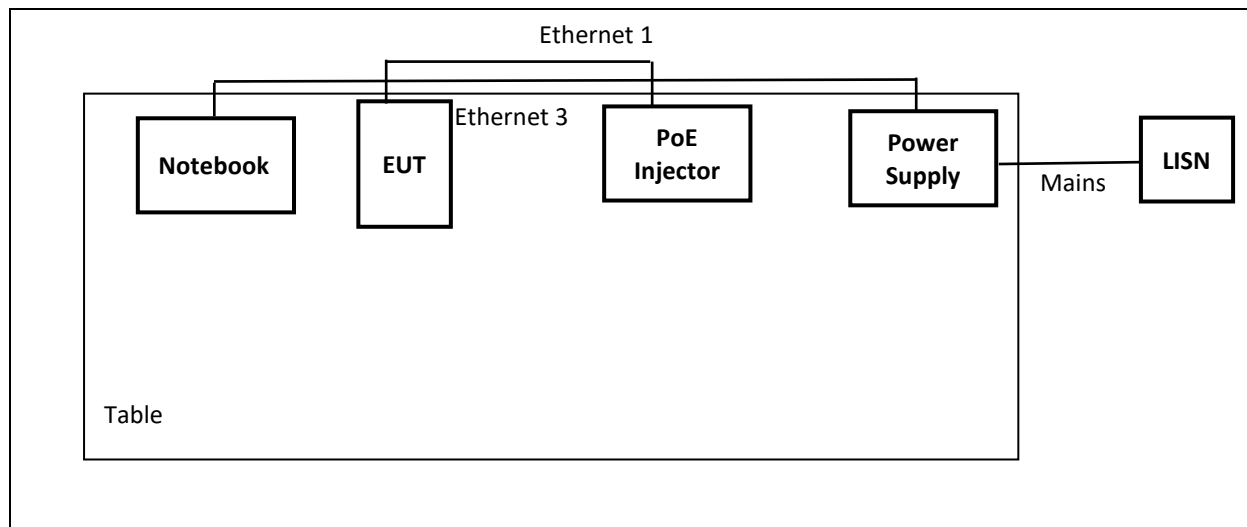 Ethernet 1
Ethernet 3
Notebook
EUT
PoE
Injector
Power
Supply
Mains
LISN
Table